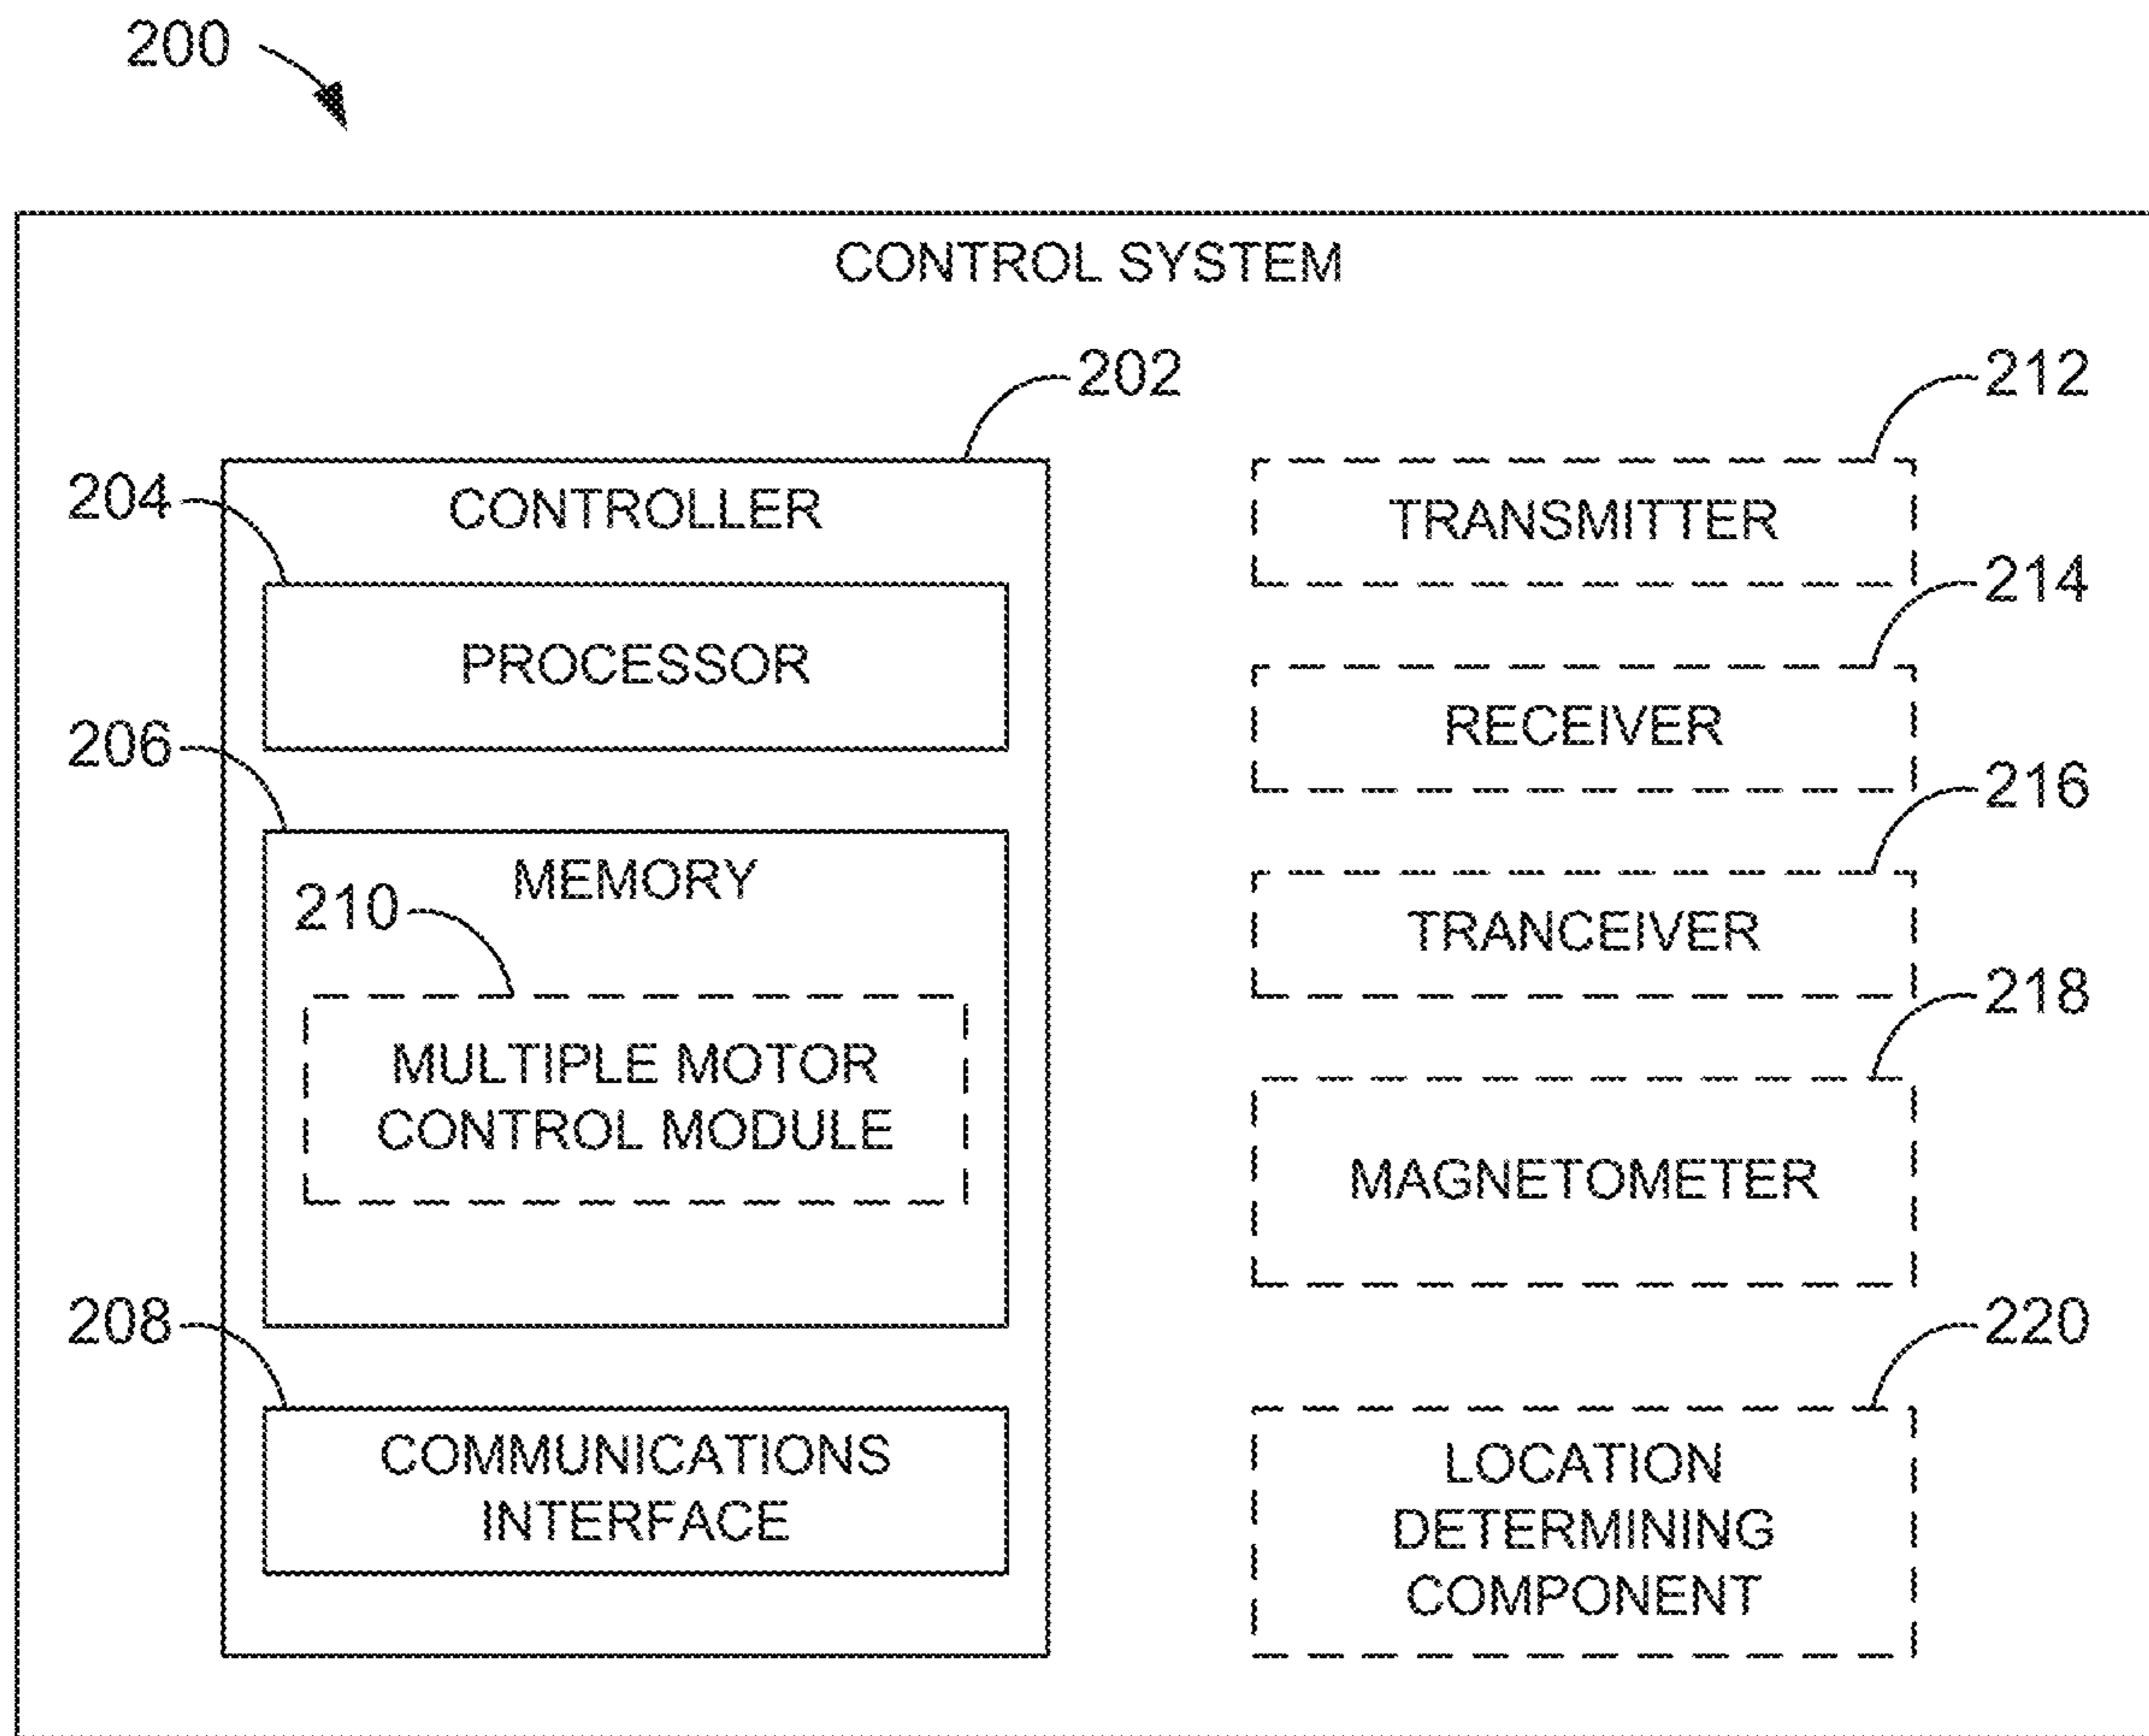 200
CONTROL SYSTEM
202
212
204
CONTROLLER
TRANSMITTER
214
PROCESSOR
RECEIVER
206
216
MEMORY
210
TRANCEIVER
218
MULTIPLE MOTOR
CONTROL MODULE
MAGNETOMETER
208
220
COMMUNICATIONS
INTERFACE
LOCATION
DETERMINING
COMPONENT